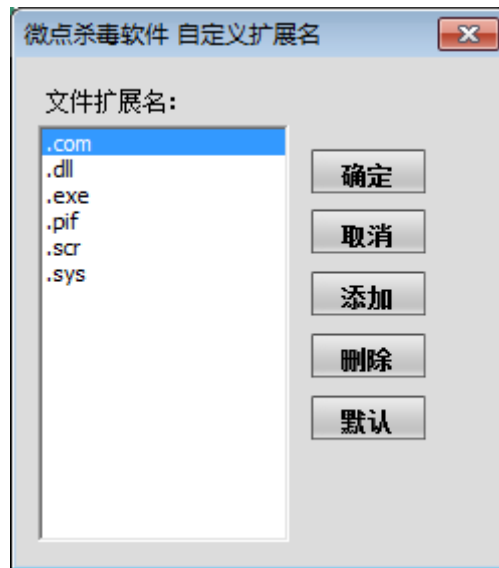 微点杀毒软件 自定义扩展名
文件扩展名：
.com
.dll
.exe
.pif
.scr
.sys
确定
取消
添加
删除
默认